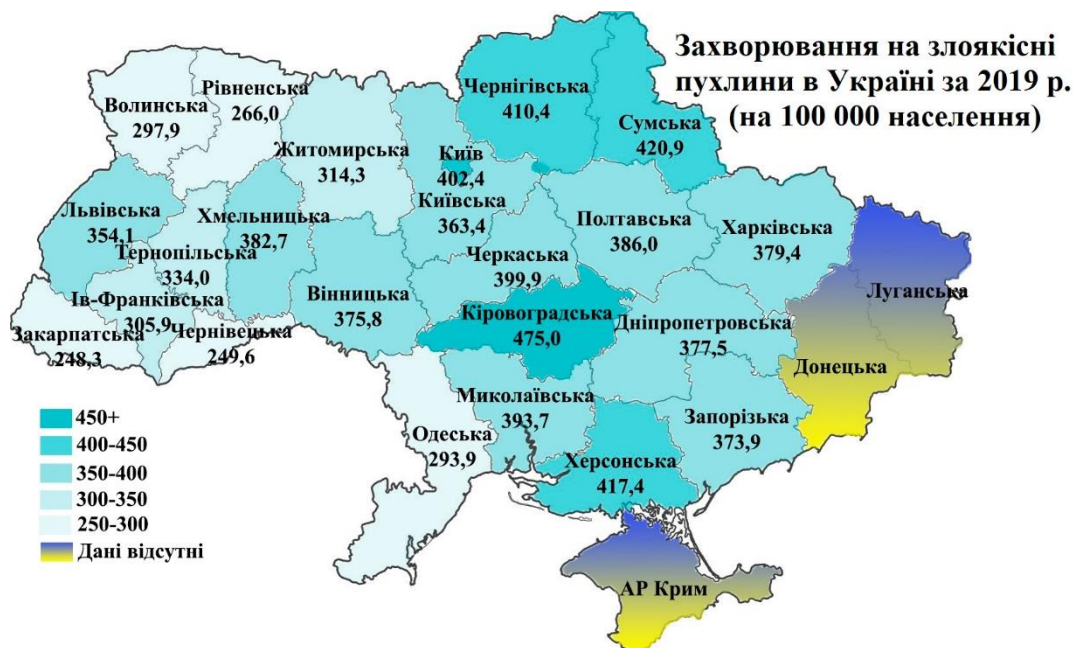 Захворювання на злоякісні
пухлини в Україні за 2019 р.
(на 100 000 населення)
Волинська
297,9
Рівненська
266,0
Житомирська
314,3
Київ
402,4
Київська
363,4
Чернігівська
410,4
Сумська
420,9
Львівська
354,1
Тернопільська
334,0
Хмельницька
382,7
Вінницька
375,8
Черкаська
399,9
Полтавська
386,0
Харківська
379,4
Луганська
Ів-Франківська
305,9
Закарпатська
248,3
Чернівецька
249,6
Кіровоградська
475,0
Дніпропетровська
377,5
Донецька
Одеська
293,9
Миколаївська
393,7
Херсонська
417,4
Запорізька
373,9
АР Крим
450+
400-450
350-400
300-350
250-300
Дані відсутні